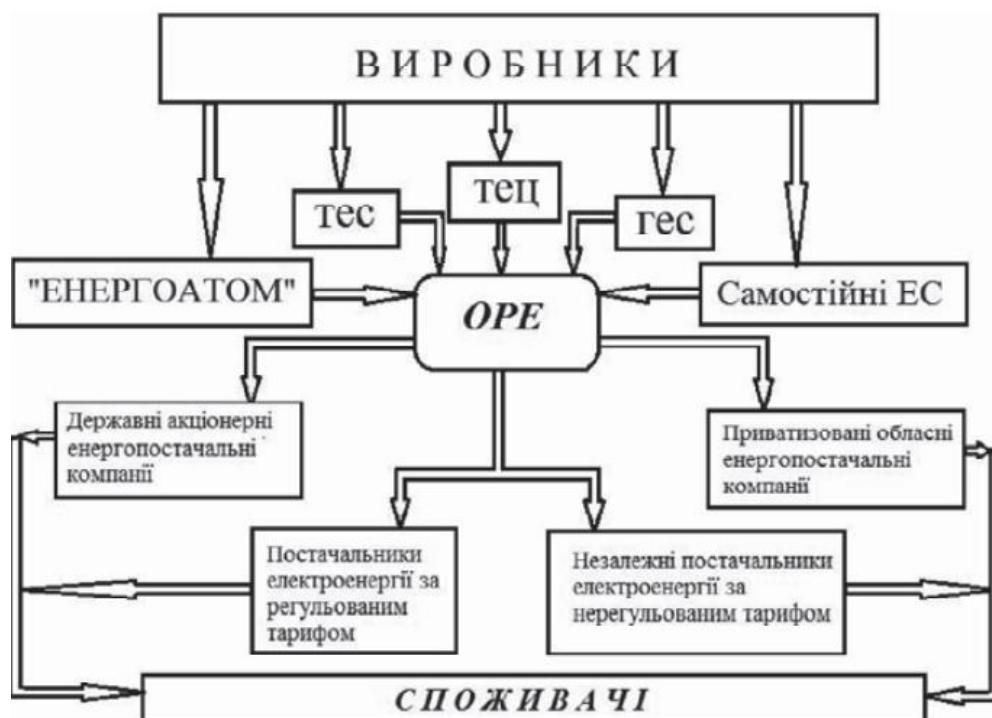 ВИРОБНИКИ
тес
тец
гес
"ЕНЕРГОАТОМ"
ОРЕ
Самостійні ЕС
Державні акціонерні
енергопостачальні
компанії
Приватизовані обласні
енергопостачальні
компанії
Постачальники
електроенергії за
регульованим
тарифом
Незалежні постачальники
електроенергії за
нерегульованим тарифом
СПОЖИВАЧІ